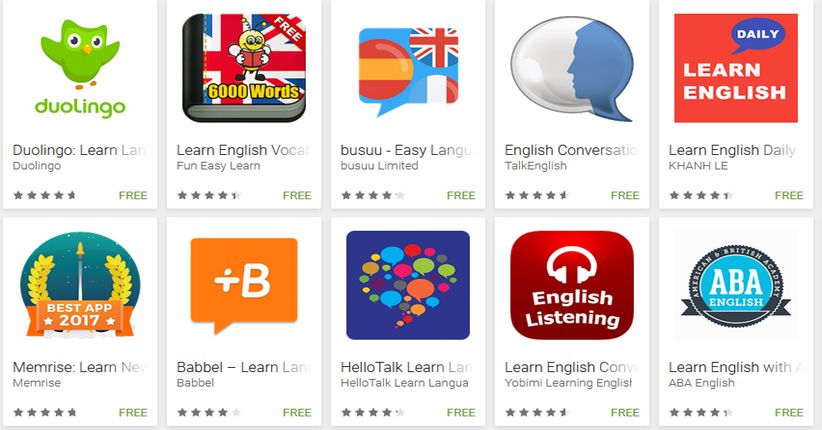 duolingo
Duolingo: Learn Lan
Duolingo
FREE
FREE
6000 Words
Learn English Vocab
Fun Easy Learn
FREE
busuu - Easy Langu
busuu Limited
FREE
English Conversatio
TalkEnglish
FREE
DAILY
LEARN
ENGLISH
Learn English Daily
KHANH LE
FREE
BEST APP
2017
Memrise: Learn Nev
Memrise
FREE
+B
Babbel – Learn Lan
Babbel
FREE
HelloTalk Learn Lan
HelloTalk Learn Langua
FREE
English
Listening
Learn English Conve
Yobimi Learning English
FREE
AMERICAN & BRITISH ACADEMY
ABA
ENGLISH
Learn English with A
ABA English
FREE